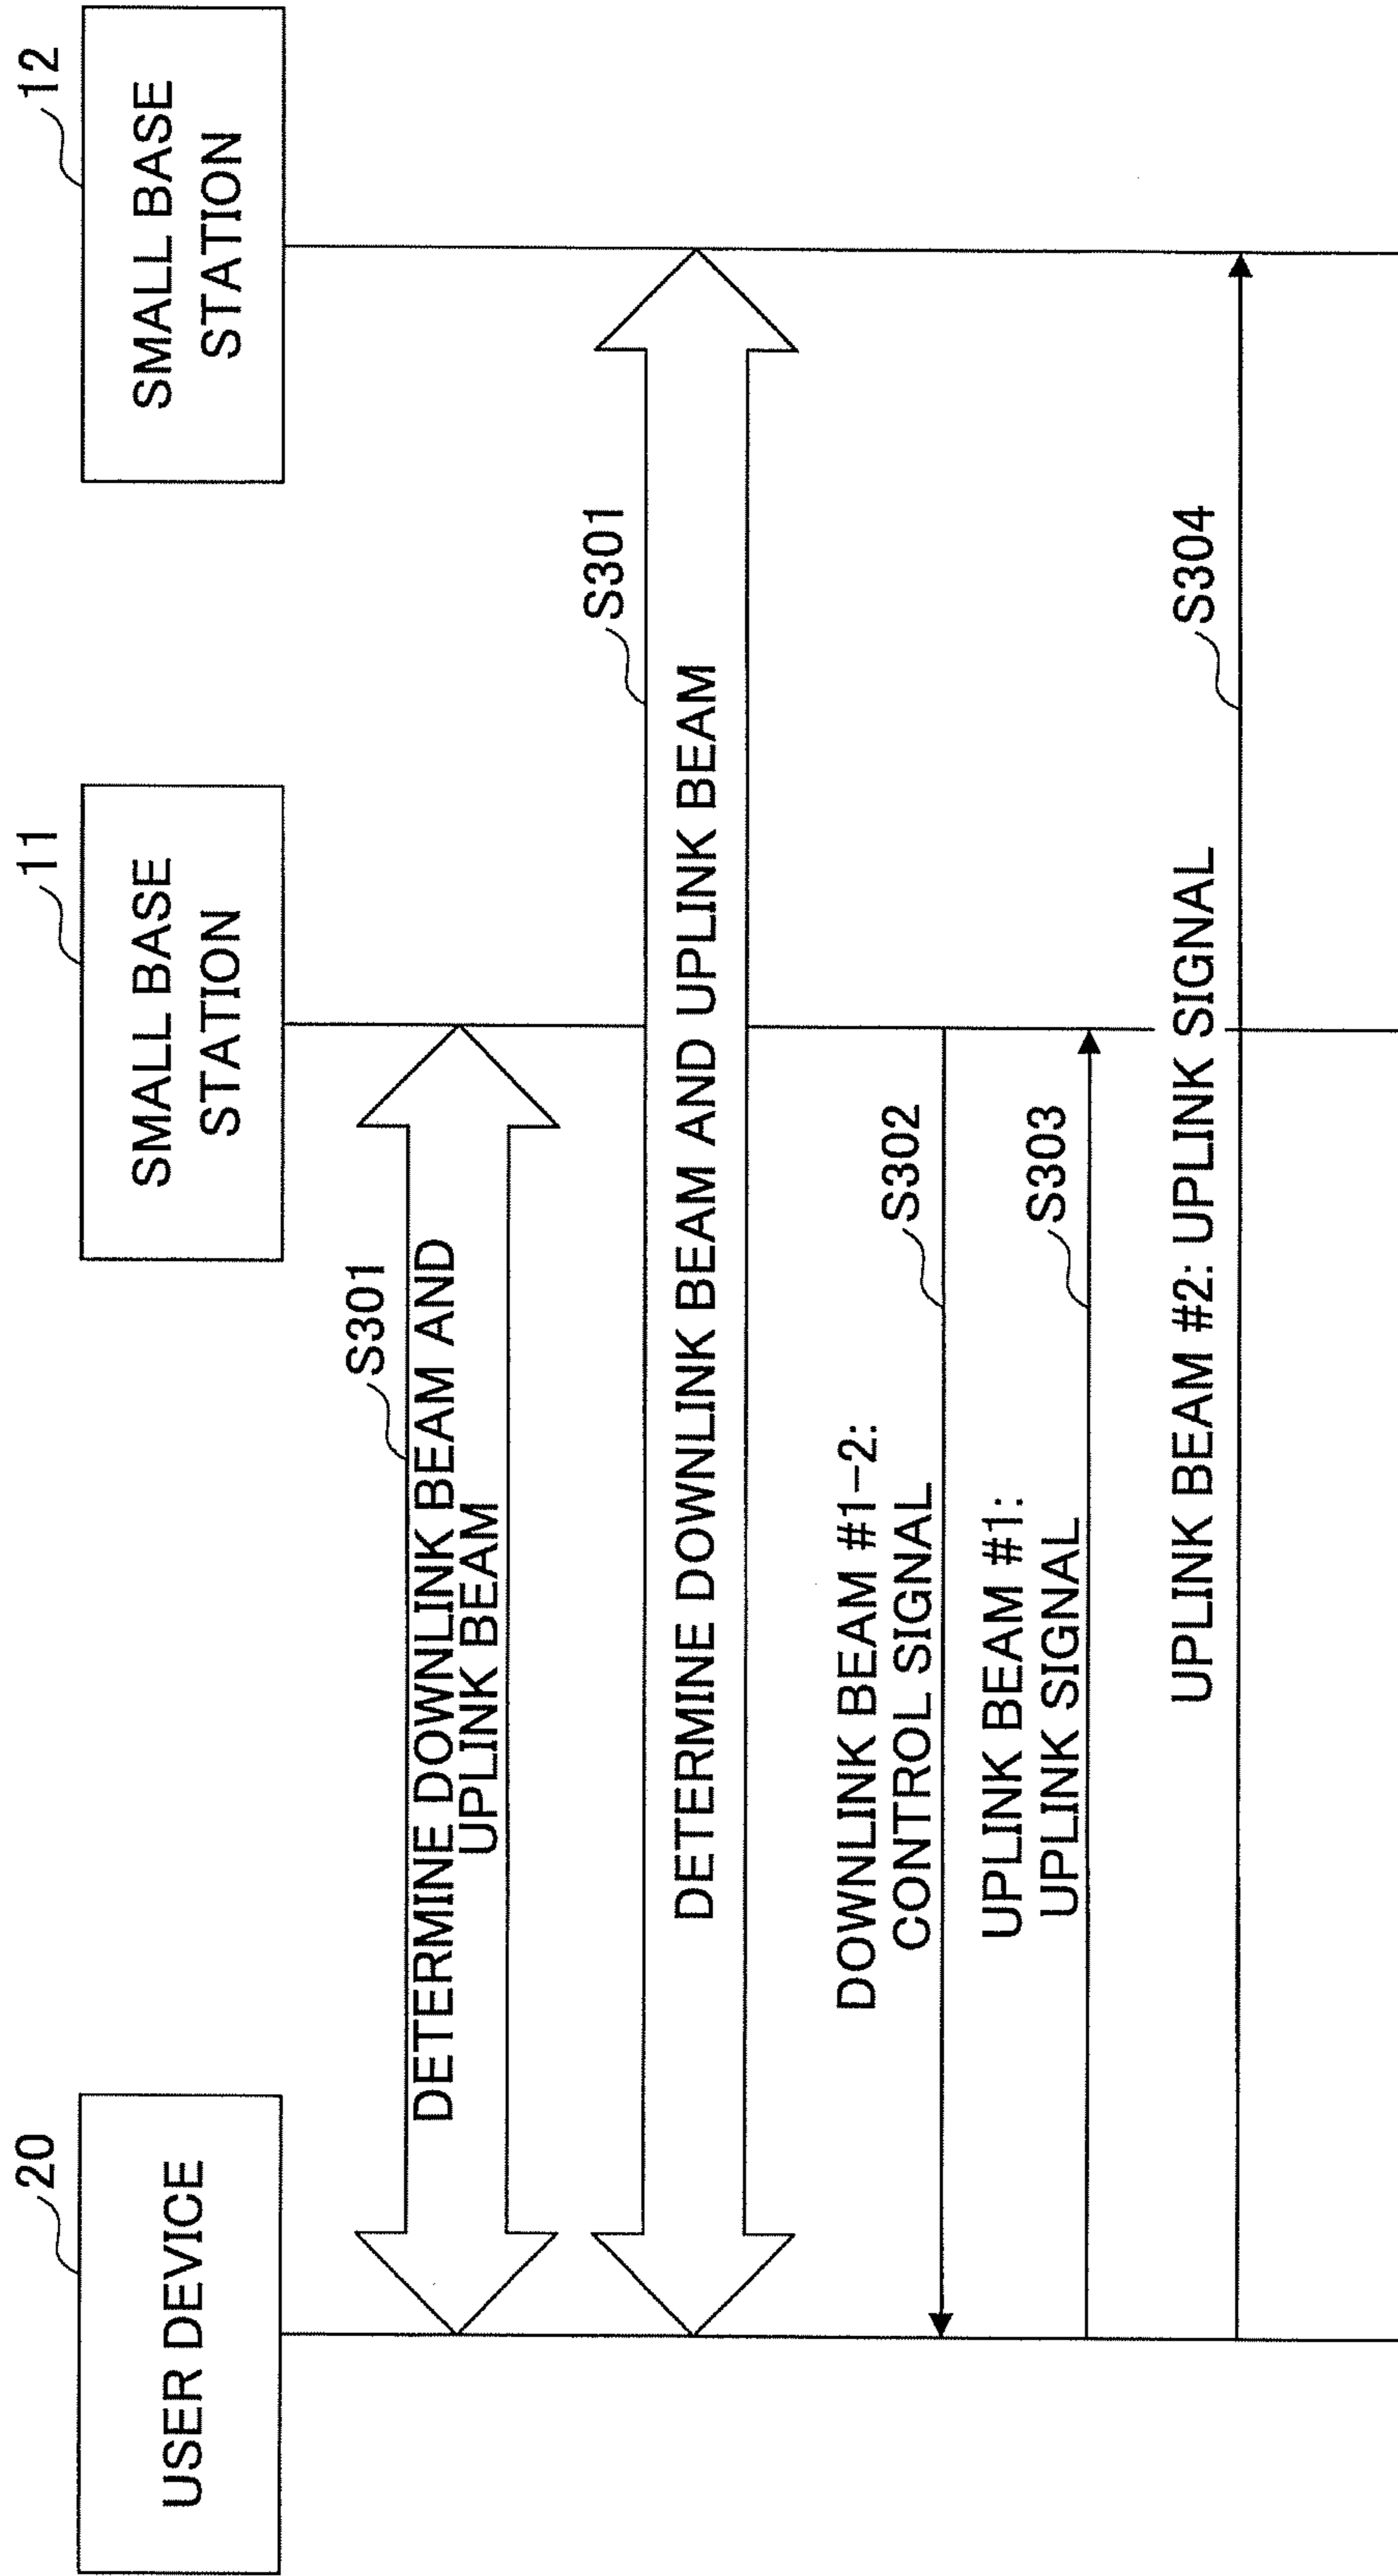 20
USER DEVICE
11
SMALL BASE
STATION
12
SMALL BASE
STATION
S301
DETERMINE DOWNLINK BEAM AND
UPLINK BEAM
S301
DETERMINE DOWNLINK BEAM AND UPLINK BEAM
DOWNLINK BEAM #1-2:
CONTROL SIGNAL
S302
UPLINK BEAM #1:
UPLINK SIGNAL
S303
UPLINK BEAM #2: UPLINK SIGNAL
S304